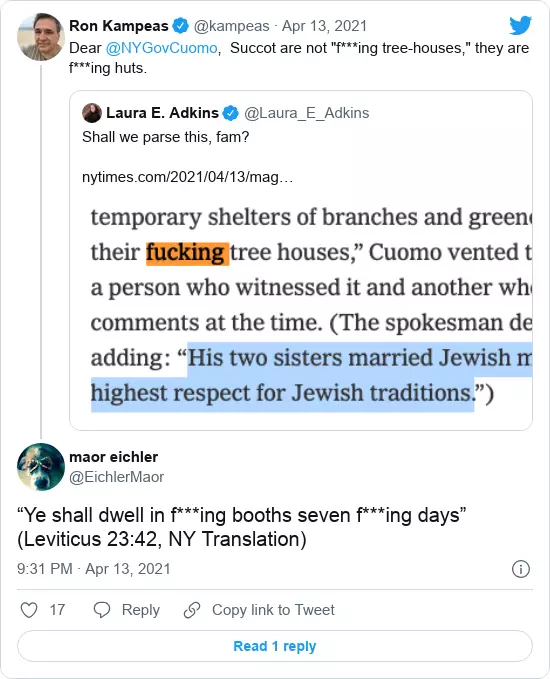 Ron Kampeas @kampeas · Apr 13, 2021
Dear @NYGovCuomo, Succot are not "f***ing tree-houses," they are
f***ing huts.
Laura E. Adkins @Laura_E_Adkins
Shall we parse this, fam?
nytimes.com/2021/04/13/mag…
temporary shelters of branches and green
their fucking tree houses,” Cuomo vented t
a person who witnessed it and another wh
comments at the time. (The spokesman de
adding: “His two sisters married Jewish m
highest respect for Jewish traditions.”)
maor eichler
@EichlerMaor
“Ye shall dwell in f***ing booths seven f***ing days”
(Leviticus 23:42, NY Translation)
9:31 PM · Apr 13, 2021
17 Reply Copy link to Tweet
Read 1 reply